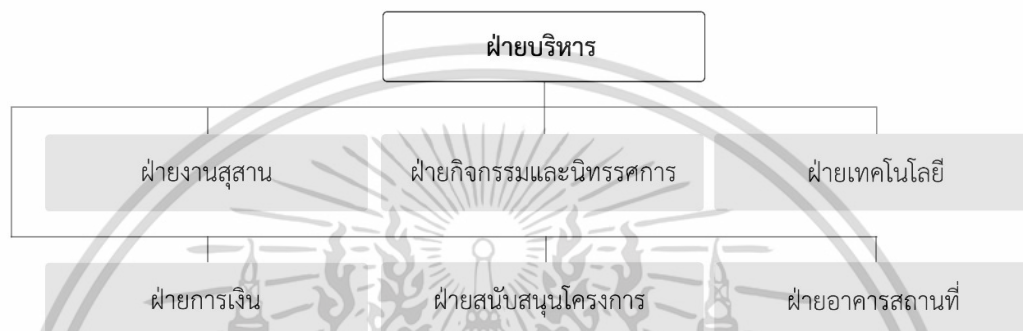 ฝ่ายบริหาร
ฝ่ายงานสุสาน
ฝ่ายกิจกรรมและนิทรรศการ
ฝ่ายเทคโนโลยี
ฝ่ายการเงิน
ฝ่ายสนับสนุนโครงการ
ฝ่ายอาคารสถานที่